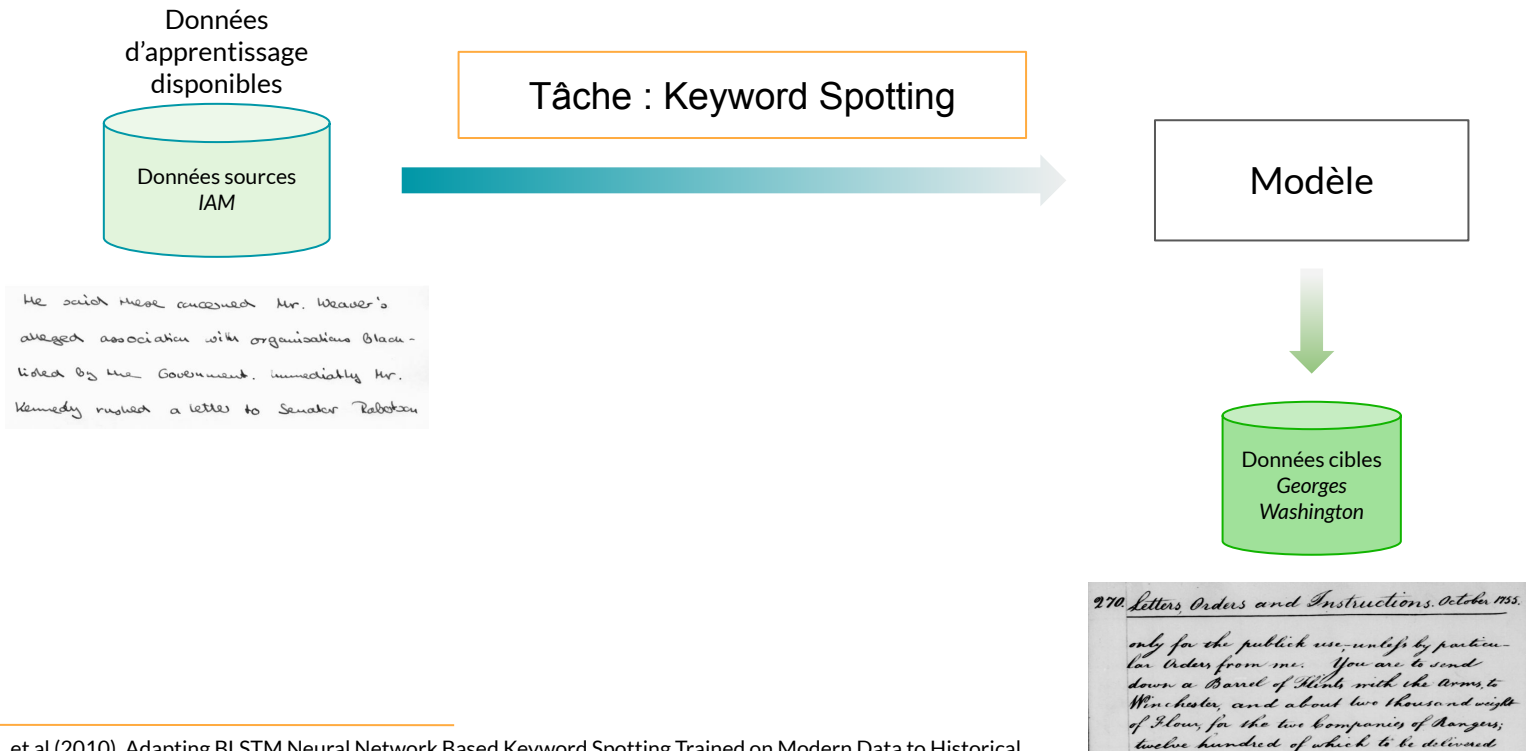 Données
d'apprentissage
disponibles
Données sources
IAM
Tâche : Keyword Spotting
Modèle
He said these concerned Mr. Weaver's
alleged association with organisations black-
listed by the Government. Immediatly Mr.
Kennedy rushed a letter to Senator Robertson
Données cibles
Georges
Washington
270. Letters, Orders and Instructions. October 1755.
only for the publick use, unless by particu-
lar Orders from me. You are to send
down a Barrel of Flints with the Arms, to
Winchester, and about two thousand weight
of Flour, for the two Companies of Rangers;
twelve hundred of which to be delivered
et al (2010). Adapting BLSTM Neural Network Based Keyword Spotting Trained on Modern Data to Historical